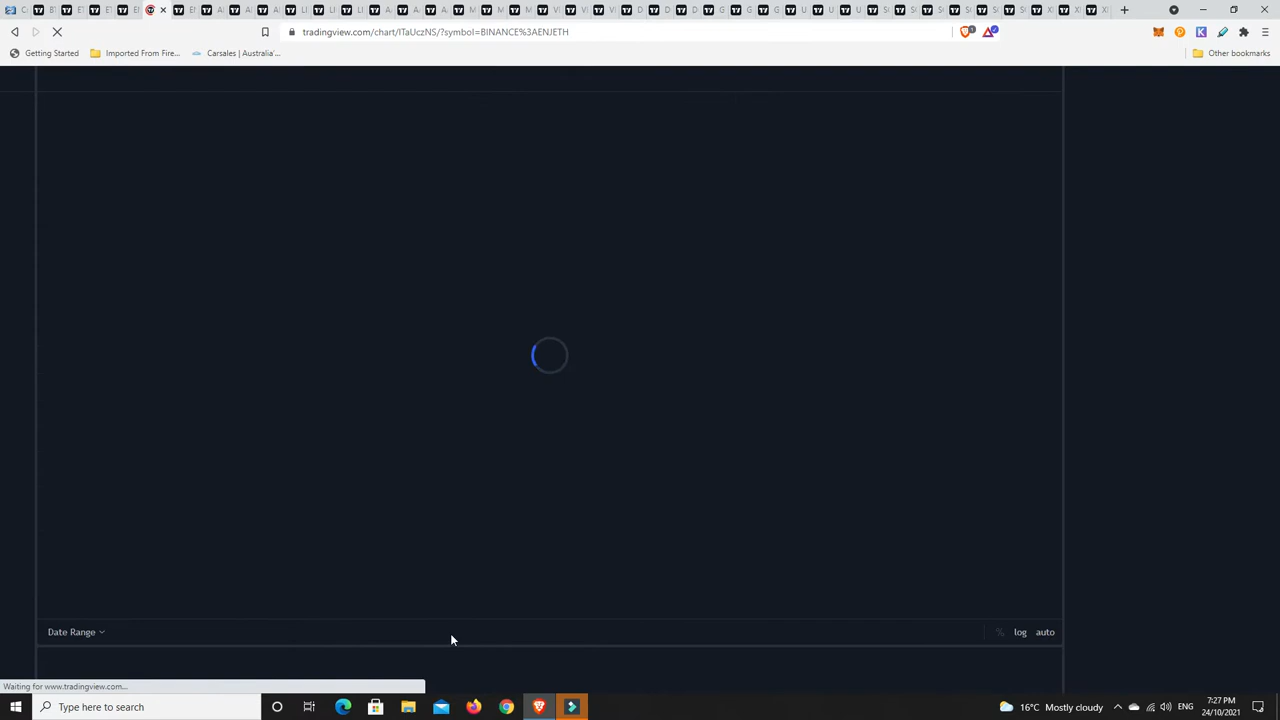 tradingview.com/chart/ITaUczNS/?symbol=BINANCE%3AENJETH
Getting Started
Imported From Fire...
Carsales | Australia'...
Other bookmarks
Date Range
% log auto
Waiting for www.tradingview.com...
Type here to search
16°C Mostly cloudy
ENG
7:27 PM
24/10/2021